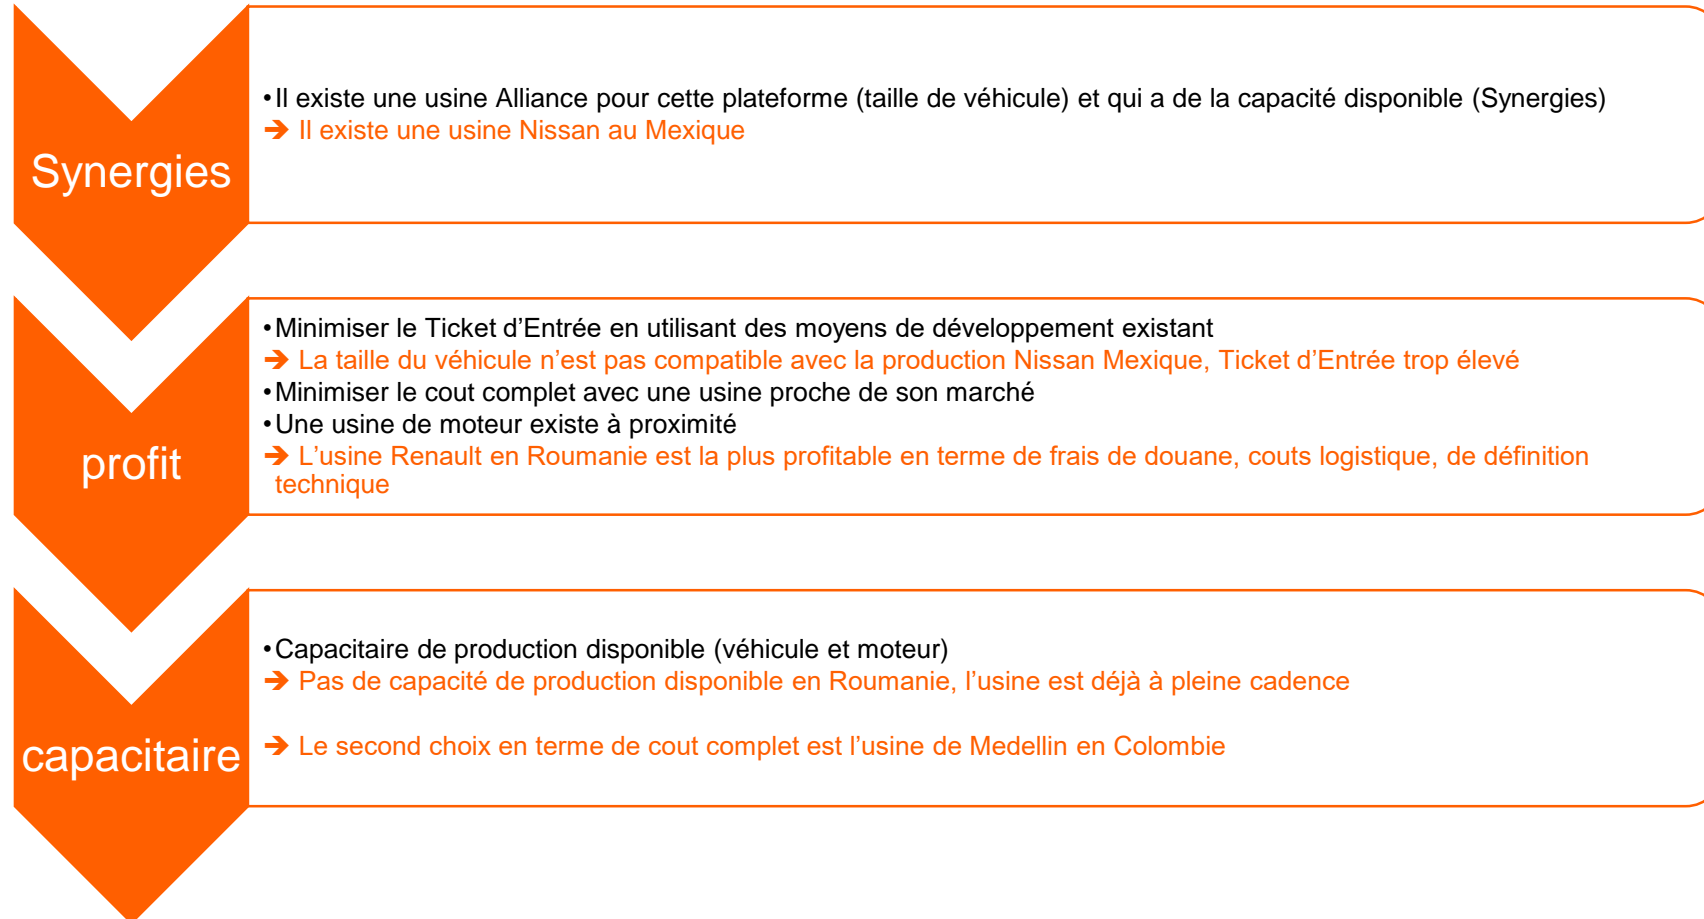 Synergies
•Il existe une usine Alliance pour cette plateforme (taille de véhicule) et qui a de la capacité disponible (Synergies)
➔ Il existe une usine Nissan au Mexique
profit
•Minimiser le Ticket d’Entrée en utilisant des moyens de développement existant
➔ La taille du véhicule n’est pas compatible avec la production Nissan Mexique, Ticket d’Entrée trop élevé
•Minimiser le cout complet avec une usine proche de son marché
•Une usine de moteur existe à proximité
➔ L’usine Renault en Roumanie est la plus profitable en terme de frais de douane, couts logistique, de définition
technique
capacitaire
•Capacitaire de production disponible (véhicule et moteur)
➔ Pas de capacité de production disponible en Roumanie, l’usine est déjà à pleine cadence
➔ Le second choix en terme de cout complet est l’usine de Medellin en Colombie